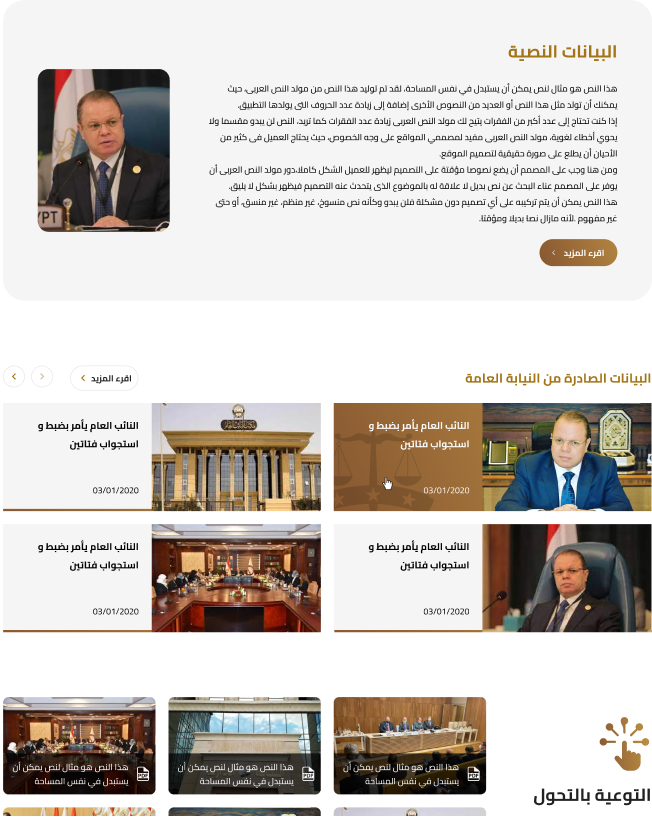 البيانات النصية
هذا النص هو مثال لنص يمكن أن يستبدل في نفس المساحة، لقد تم توليد هذا النص من مولد النص العربى، حيث
يمكنك أن تولد مثل هذا النص أو العديد من النصوص الأخرى إضافة إلى زيادة عدد الحروف التى يولدها التطبيق.
إذا كنت تحتاج إلى عدد أكبر من الفقرات يتيح لك مولد النص العربى زيادة عدد الفقرات كما تريد، النص لن يبدو مقسما ولا
يحوي أخطاء لغوية، مولد النص العربى مفيد لمصممي المواقع على وجه الخصوص، حيث يحتاج العميل فى كثير من
الأحيان أن يطلع على صورة حقيقية لتصميم الموقع.
ومن هنا وجب على المصمم أن يضع نصوصا مؤقتة على التصميم ليظهر للعميل الشكل كاملا،دور مولد النص العربى أن
يوفر على المصمم عناء البحث عن نص بديل لا علاقة له بالموضوع الذى يتحدث عنه التصميم فيظهر بشكل لا يليق.
هذا النص يمكن أن يتم تركيبه على أي تصميم دون مشكلة فلن يبدو وكأنه نص منسوخ، غير منظم، غير منسق، أو حتى
غير مفهوم. لأنه مازال نصا بديلا ومؤقتا.
اقرء المزيد
YPT
البيانات الصادرة من النيابة العامة
اقرء المزيد
النائب العام يأمر بضبط و
استجواب فتاتين
03/01/2020
النائب العام يأمر بضبط و
استجواب فتاتين
03/01/2020
النائب العام يأمر بضبط و
استجواب فتاتين
03/01/2020
النائب العام يأمر بضبط و
استجواب فتاتين
03/01/2020
التوعية بالتحول
PDF
هذا النص هو مثال لنص يمكن أن
يستبدل في نفس المساحة
PDF
هذا النص هو مثال لنص يمكن أن
يستبدل في نفس المساحة
PDF
هذا النص هو مثال لنص يمكن أن
يستبدل في نفس المساحة